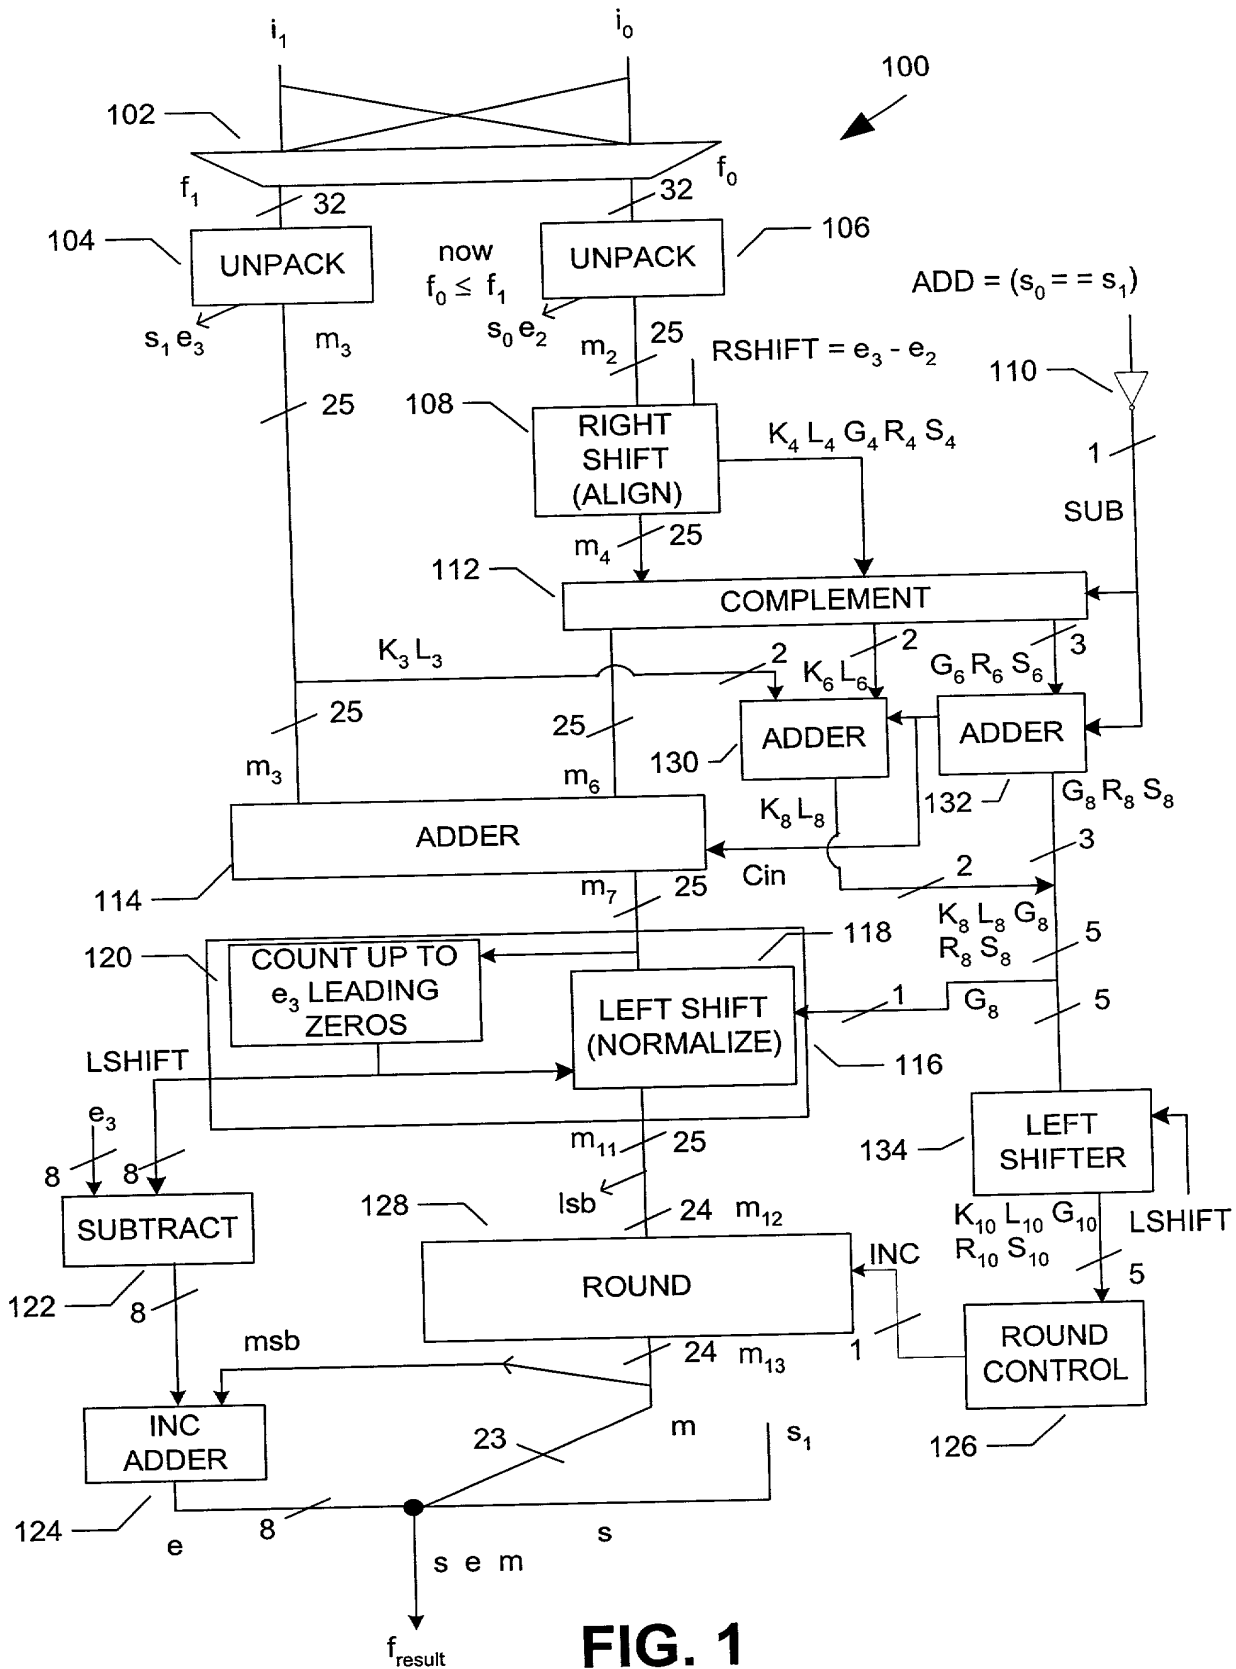 i1
i0
100
102
f1
f0
32
32
104
UNPACK
now
f0 ≤ f1
UNPACK
106
ADD = (s0 == s1)
s1 e3
m3
s0 e2
m2
25
RSHIFT = e3 - e2
110
25
108
RIGHT
SHIFT
(ALIGN)
K4 L4 G4 R4 S4
1
SUB
m4
25
112
COMPLEMENT
K3 L3
2
2
3
K6 L6
G6 R6 S6
25
25
m3
m6
ADDER
130
ADDER
132
K8 L8
G8 R8 S8
ADDER
114
Cin
3
m7
25
2
K8 L8 G8
R8 S8
5
120
118
COUNT UP TO
e3 LEADING
ZEROS
LEFT SHIFT
(NORMALIZE)
1
G8
5
116
LSHIFT
e3
8
8
m11
25
lsb
134
LEFT
SHIFTER
128
24
m12
K10 L10 G10
R10 S10
LSHIFT
5
SUBTRACT
122
8
ROUND
INC
1
ROUND
CONTROL
126
msb
24
m13
INC
ADDER
124
23
m
s1
8
e
s
s e m
fresult
FIG. 1